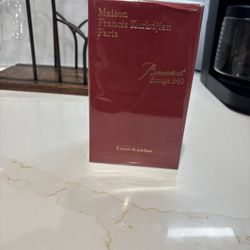 Maison
Francis Kurkdjian
Paris
Baccarat
Rouge 540
Extrait de parfum